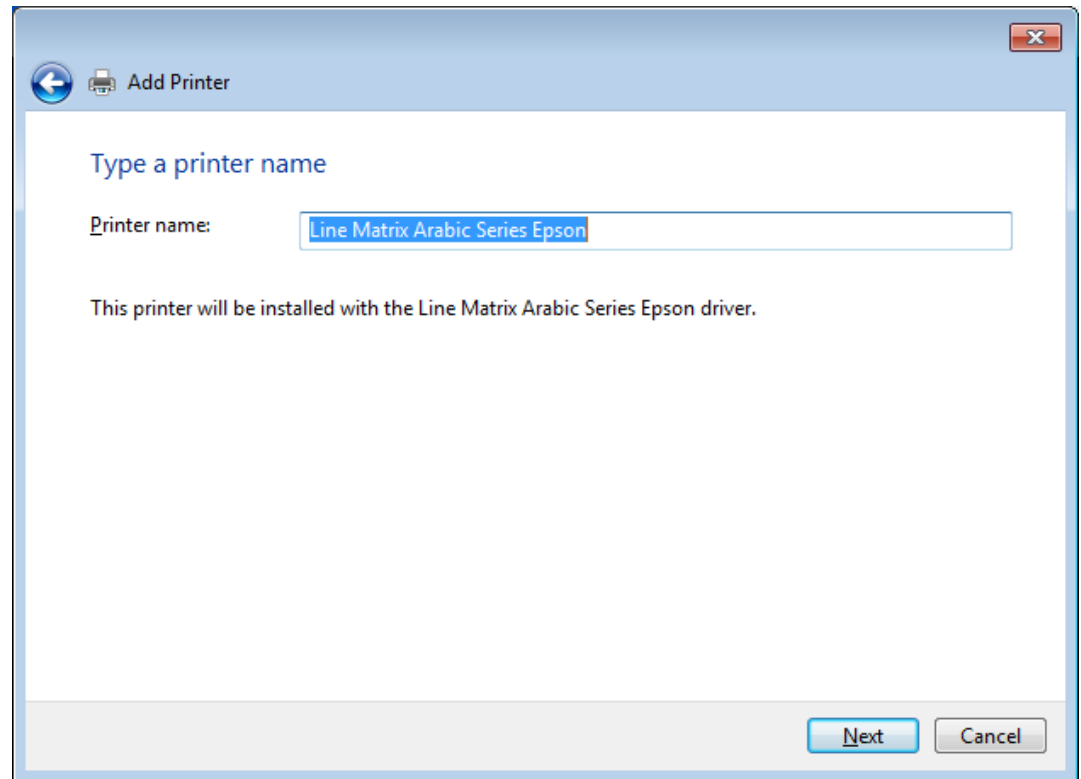 Add Printer
Type a printer name
Printer name: Line Matrix Arabic Series Epson
This printer will be installed with the Line Matrix Arabic Series Epson driver.
Next Cancel